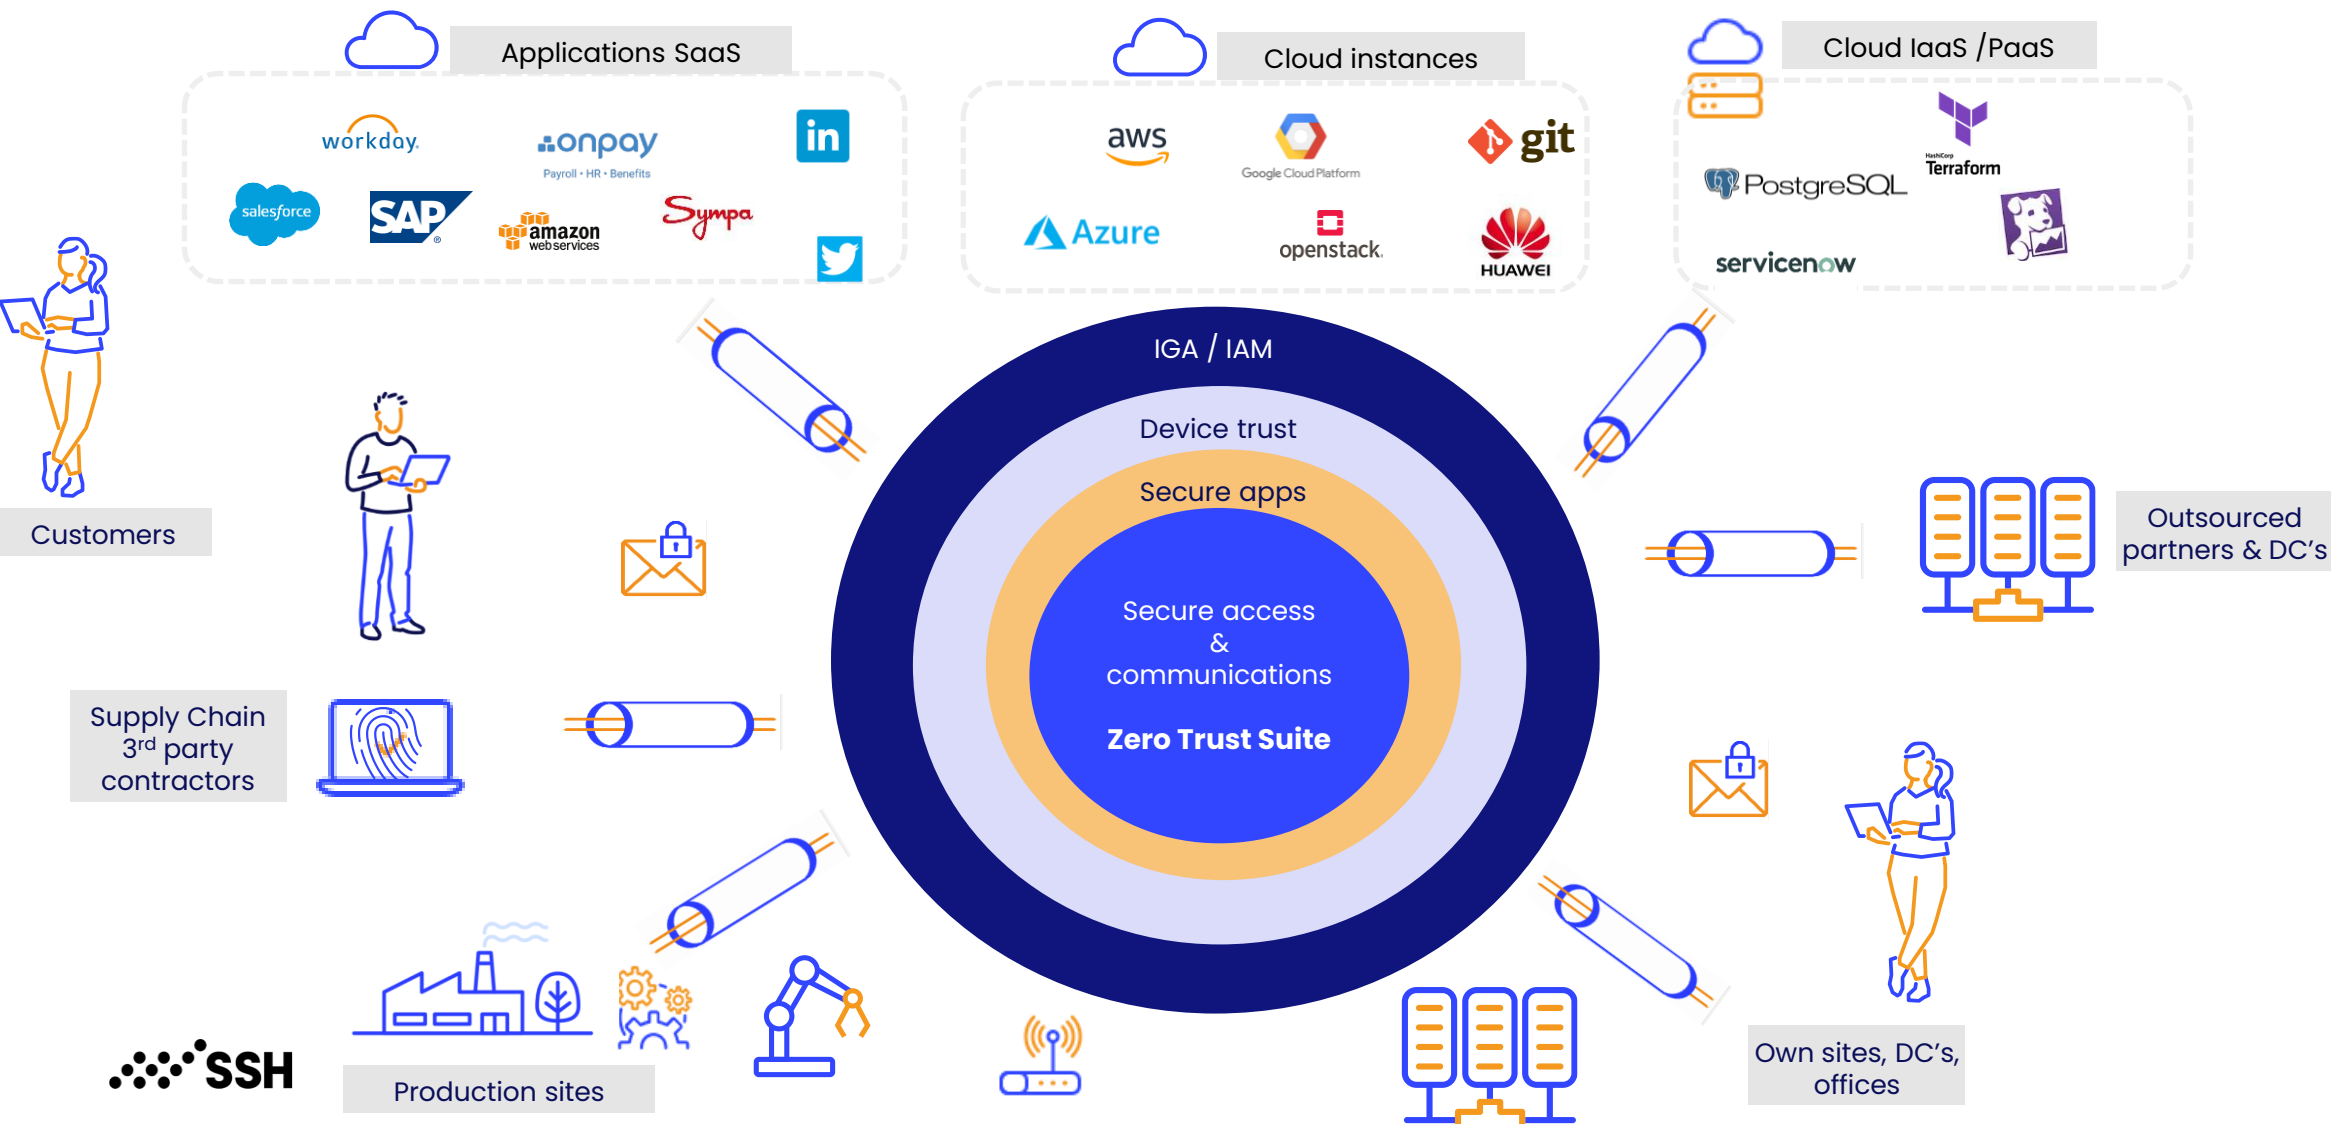 Applications SaaS
Cloud instances
Cloud IaaS /PaaS
workday.
onpay
Payroll • HR • Benefits
in
salesforce
SAP
®
amazon
webservices
Sympa
aws
Google Cloud Platform
git
Azure
openstack.
HUAWEI
HashiCorp
Terraform
PostgreSQL
servicenow
IGA / IAM
Device trust
Secure apps
Secure access
&
communications
Zero Trust Suite
Customers
Supply Chain
3rd party
contractors
Outsourced
partners & DC’s
Production sites
Own sites, DC’s,
offices
SSH